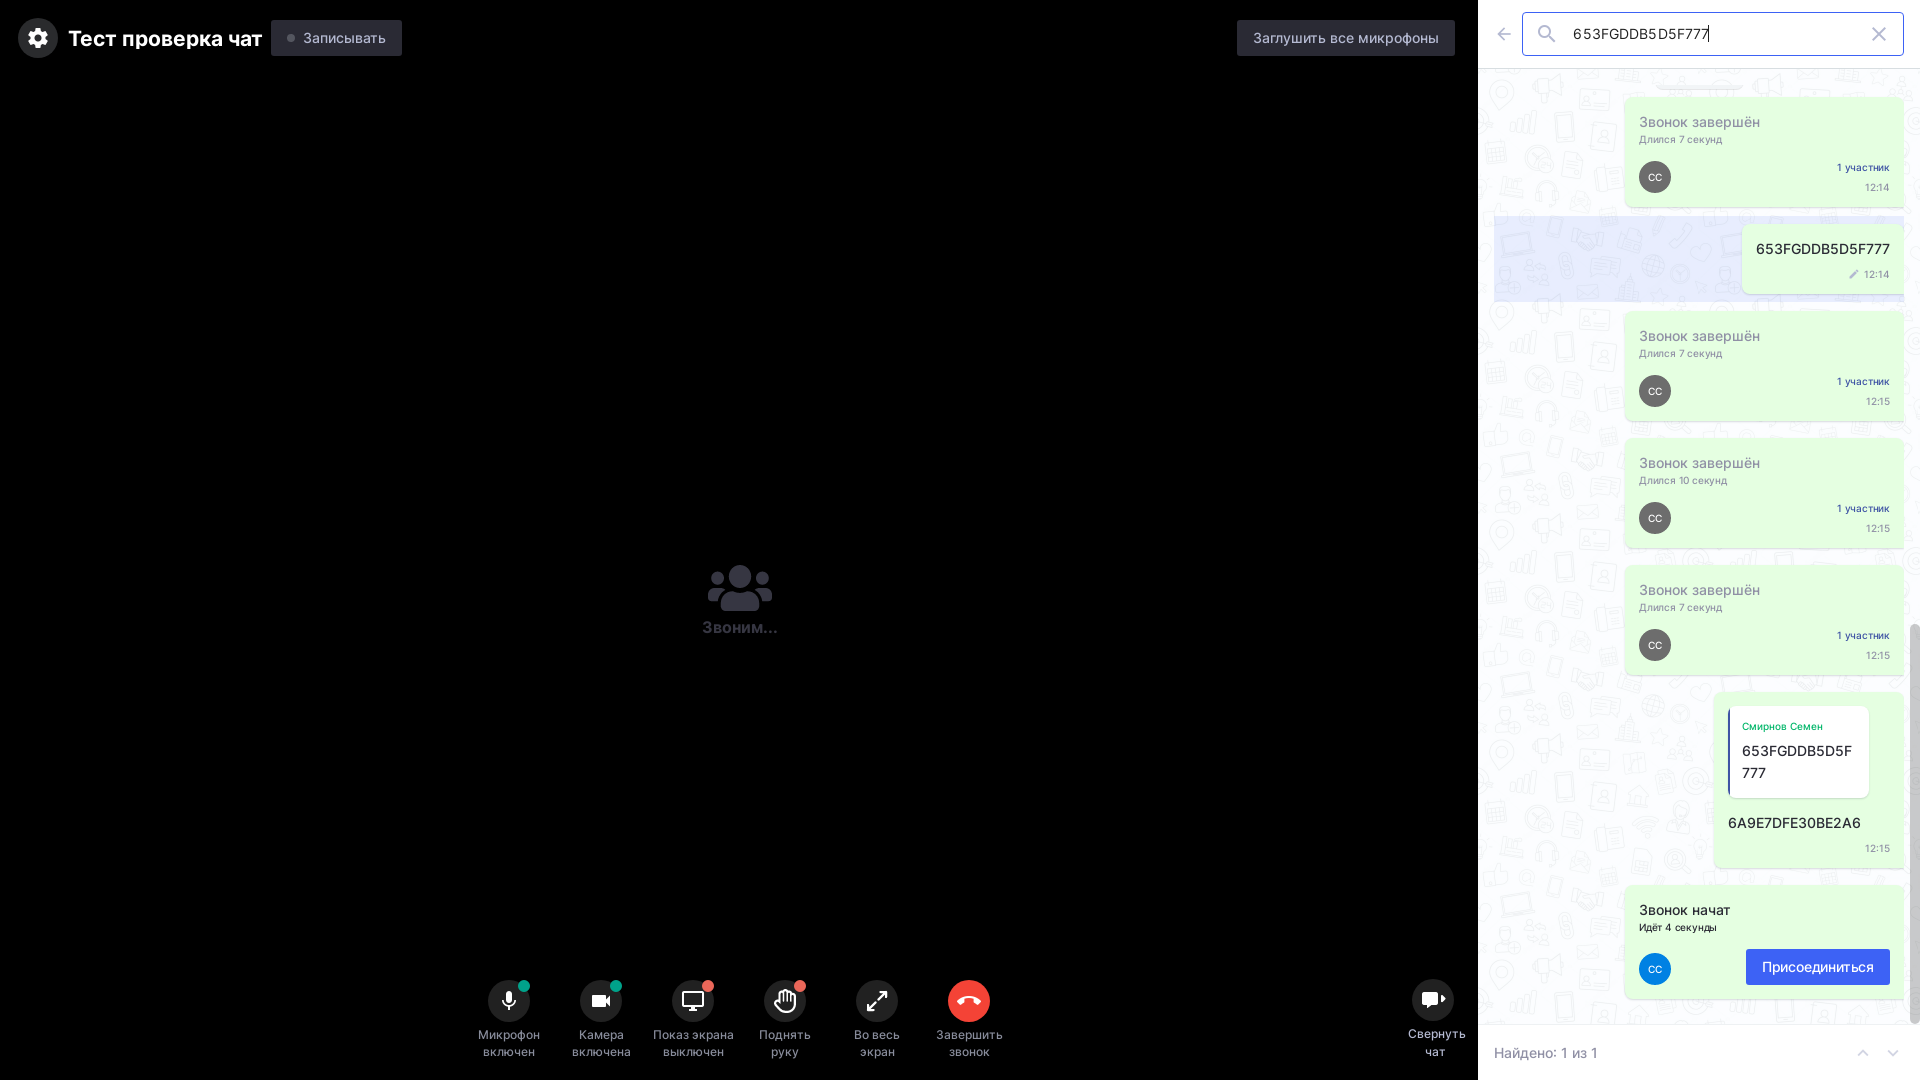 Тест проверка чат
Записывать
Заглушить все микрофоны
653FGDDB5D5F777
Звонок завершён
Длился 7 секунд
СС
1 участник
12:14
653FGDDB5D5F777
12:14
Звонок завершён
Длился 7 секунд
СС
1 участник
12:15
Звонок завершён
Длился 10 секунд
СС
1 участник
12:15
Звонок завершён
Длился 7 секунд
СС
1 участник
12:15
Смирнов Семен
653FGDDB5D5F
777
6A9E7DFE30BE2A6
12:15
Звонок начат
Идёт 4 секунды
СС
Присоединиться
Найдено: 1 из 1
Звоним...
Микрофон
включен
Камера
включена
Показ экрана
выключен
Поднять
руку
Во весь
экран
Завершить
звонок
Свернуть
чат